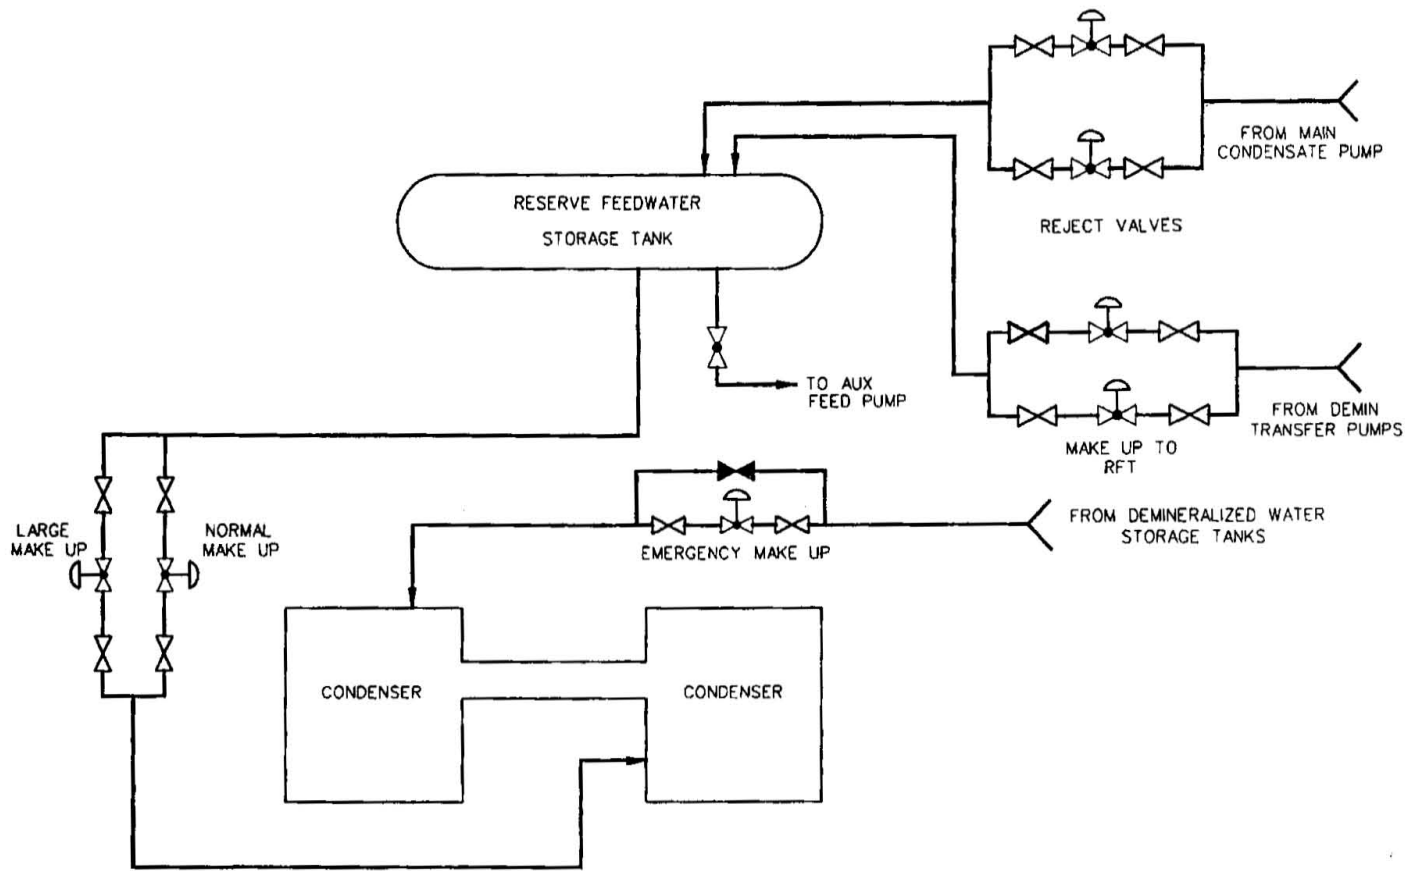 FROM MAIN
CONDENSATE PUMP
REJECT VALVES
RESERVE FEEDWATER
STORAGE TANK
TO AUX
FEED PUMP
FROM DEMIN
TRANSFER PUMPS
MAKE UP TO
RFT
FROM DEMINERALIZED WATER
STORAGE TANKS
EMERGENCY MAKE UP
LARGE
MAKE UP
NORMAL
MAKE UP
CONDENSER
CONDENSER